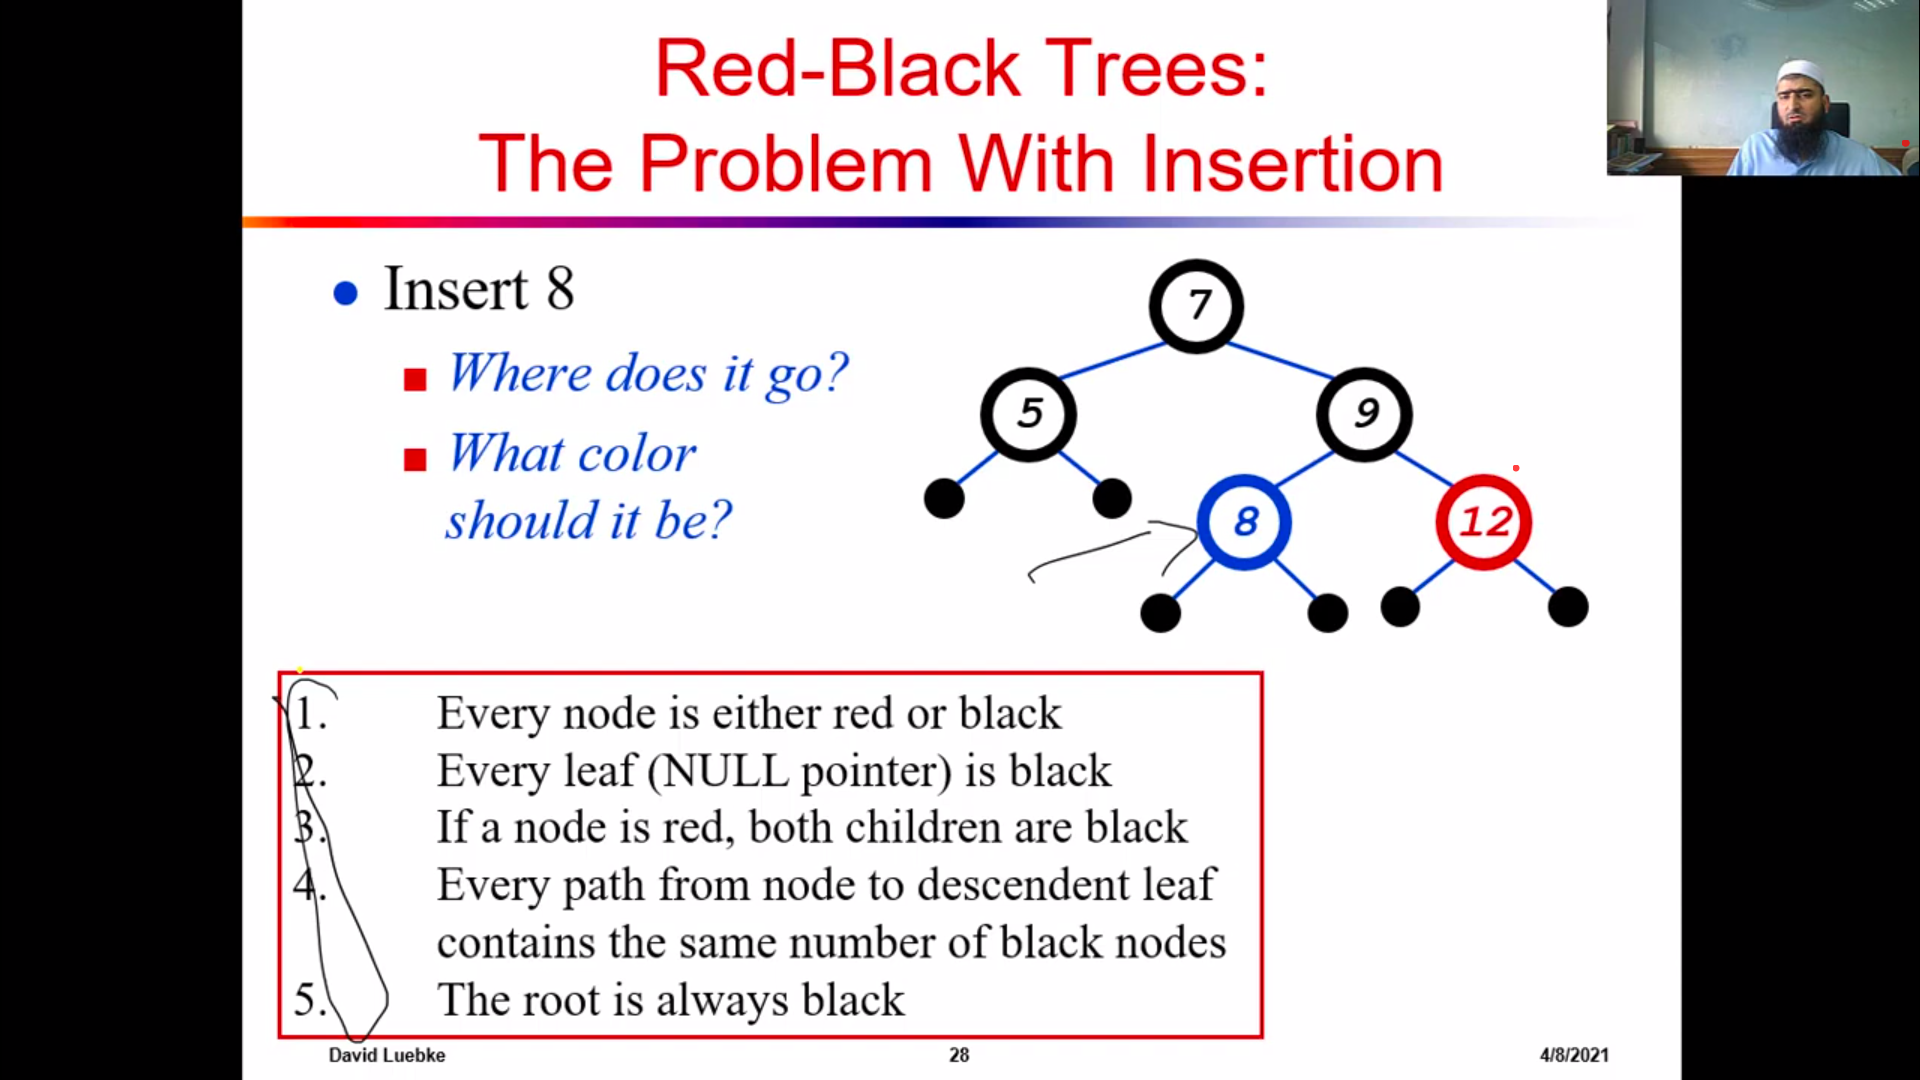 Red-Black Trees:
The Problem With Insertion
Insert 8
Where does it go?
What color
should it be?
7
5
9
8
12
1. Every node is either red or black
2. Every leaf (NULL pointer) is black
3. If a node is red, both children are black
4. Every path from node to descendent leaf
contains the same number of black nodes
5. The root is always black
David Luebke
28
4/8/2021